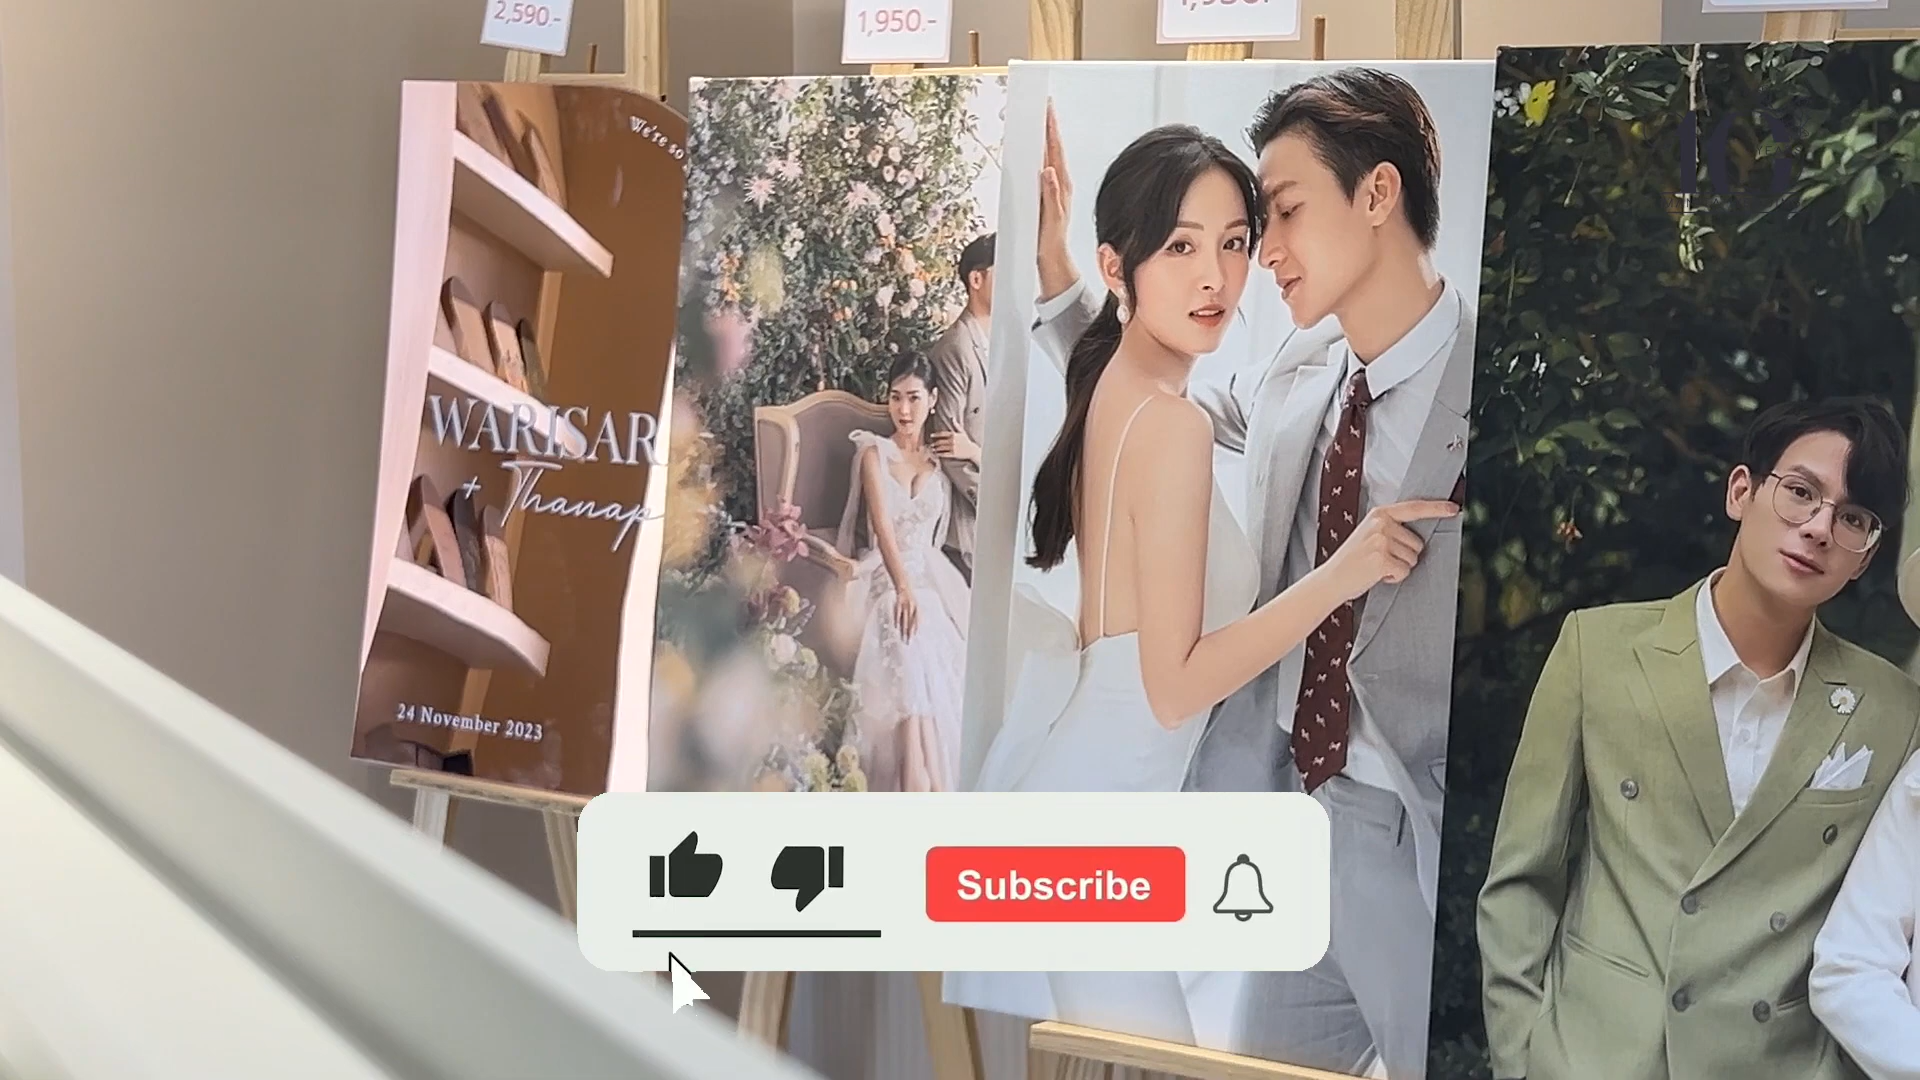 2,590.-
1,950.-
We're so
WARISAR
+ Thanap
24 November 2023
Subscribe